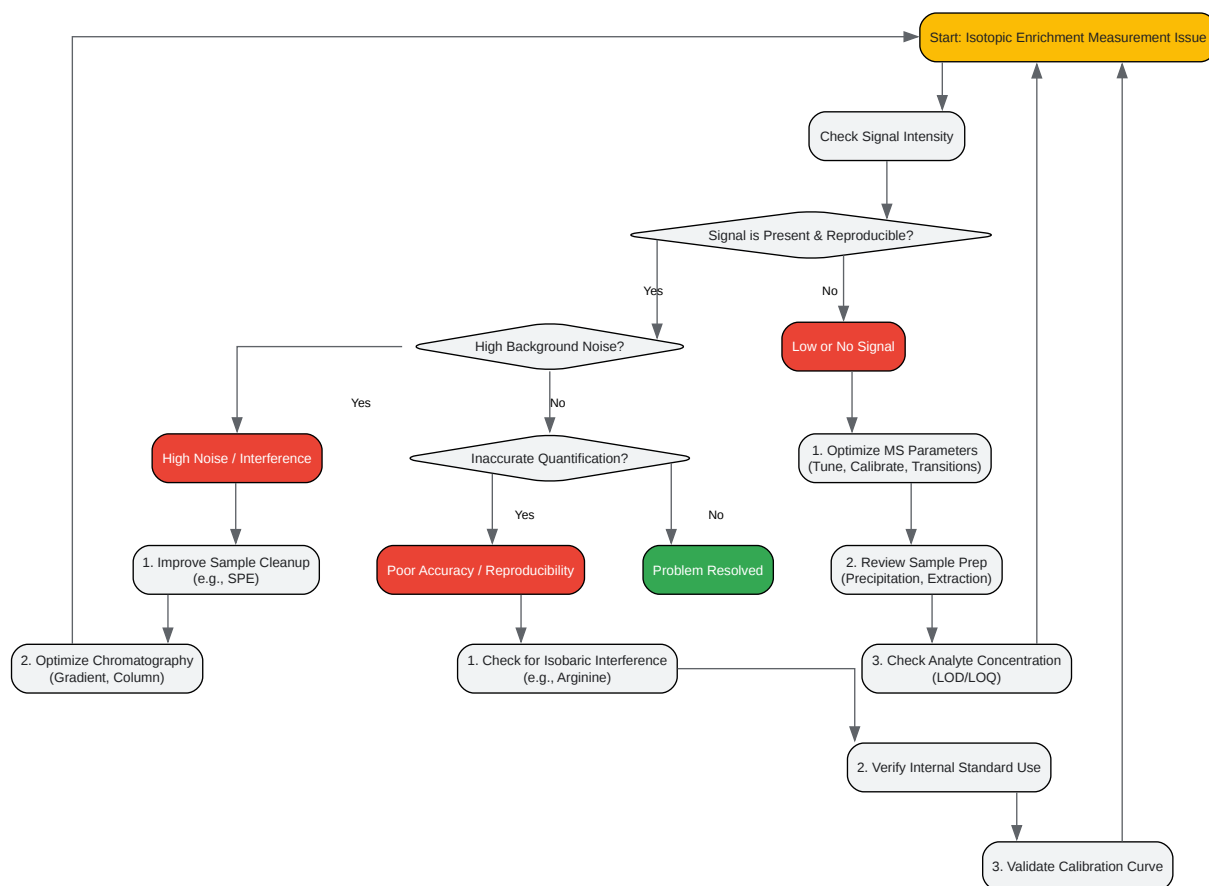 Start: Isotopic Enrichment Measurement Issue
Check Signal Intensity
Signal is Present & Reproducible?
Yes
No
High Background Noise?
Low or No Signal
Yes
No
High Noise / Interference
Inaccurate Quantification?
1. Optimize MS Parameters
(Tune, Calibrate, Transitions)
Yes
No
1. Improve Sample Cleanup
(e.g., SPE)
Poor Accuracy / Reproducibility
Problem Resolved
2. Review Sample Prep
(Precipitation, Extraction)
2. Optimize Chromatography
(Gradient, Column)
1. Check for Isobaric Interference
(e.g., Arginine)
3. Check Analyte Concentration
(LOD/LOQ)
2. Verify Internal Standard Use
3. Validate Calibration Curve